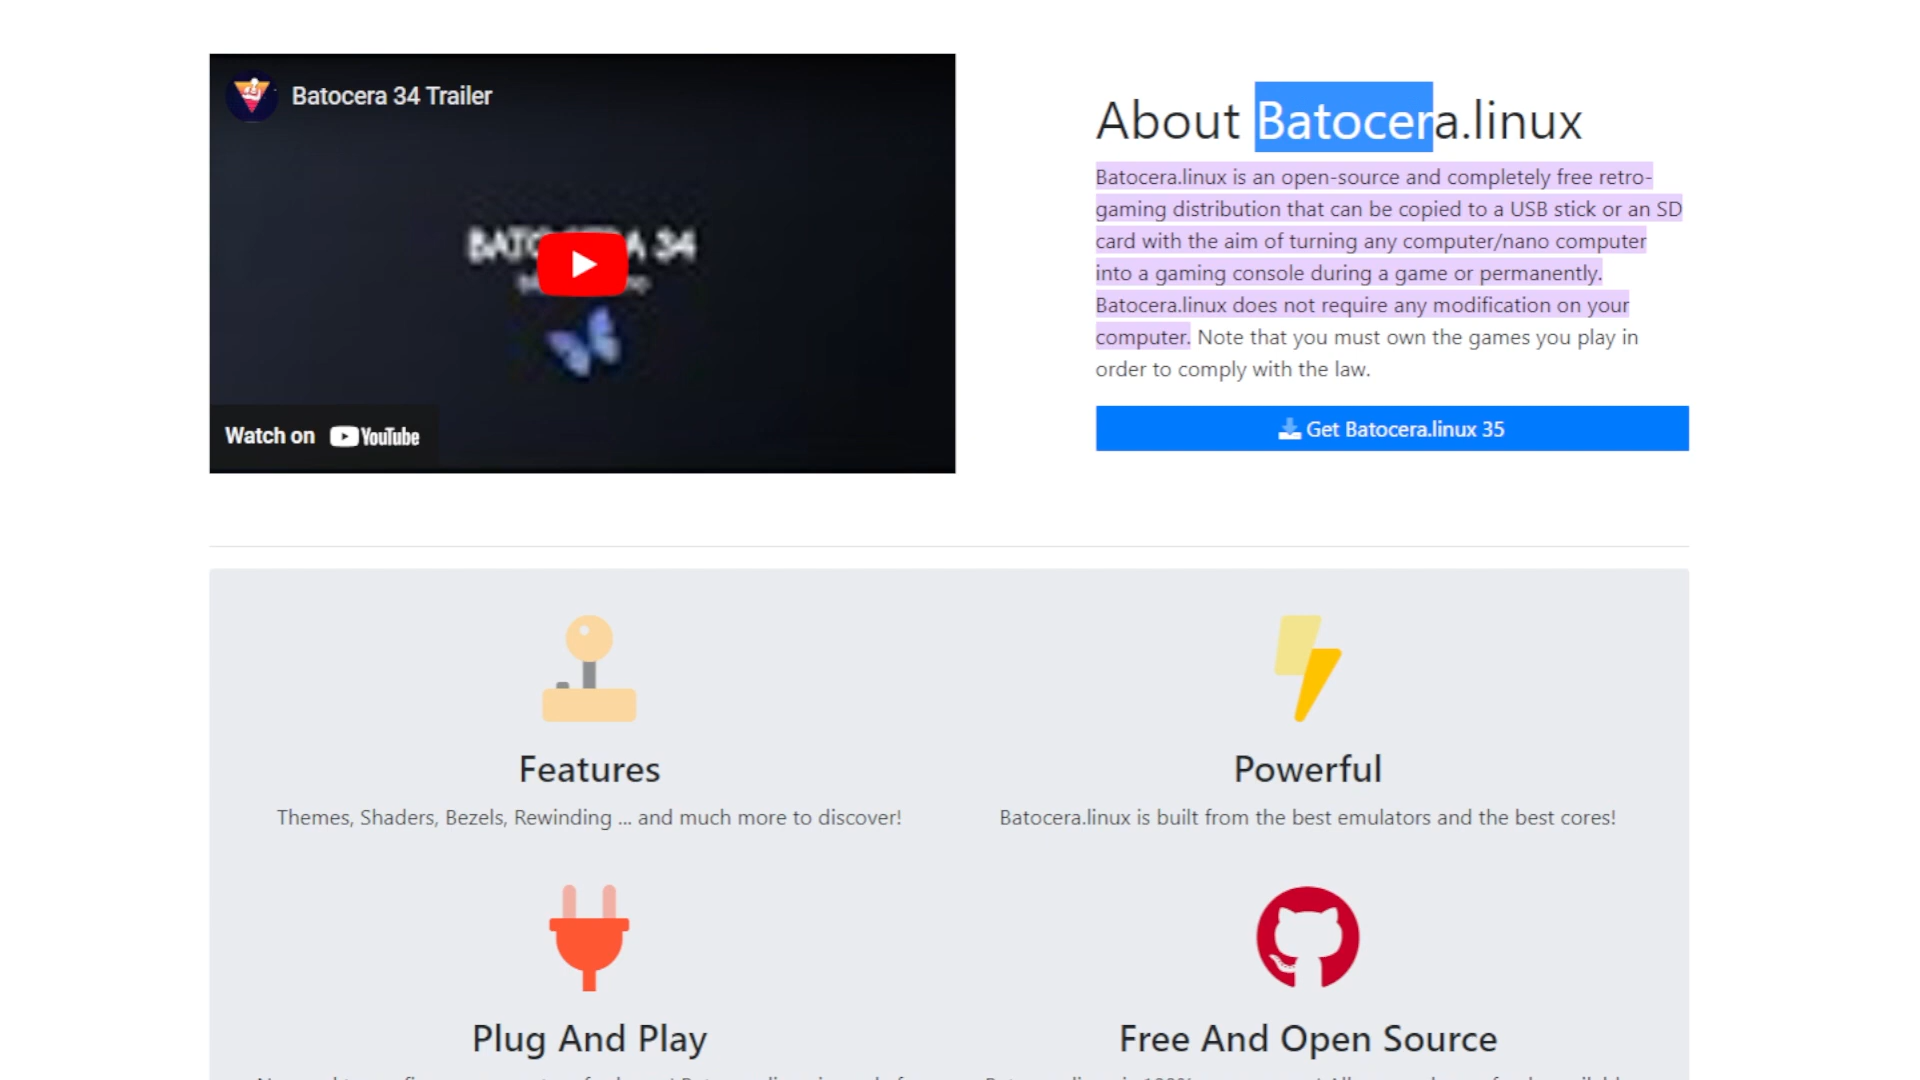 Batocera 34 Trailer
BATOCERA 34
Watch on YouTube
About Batocera.linux
Batocera.linux is an open-source and completely free retro-
gaming distribution that can be copied to a USB stick or an SD
card with the aim of turning any computer/nano computer
into a gaming console during a game or permanently.
Batocera.linux does not require any modification on your
computer. Note that you must own the games you play in
order to comply with the law.
Get Batocera.linux 35
Features
Themes, Shaders, Bezels, Rewinding ... and much more to discover!
Powerful
Batocera.linux is built from the best emulators and the best cores!
Plug And Play
Free And Open Source